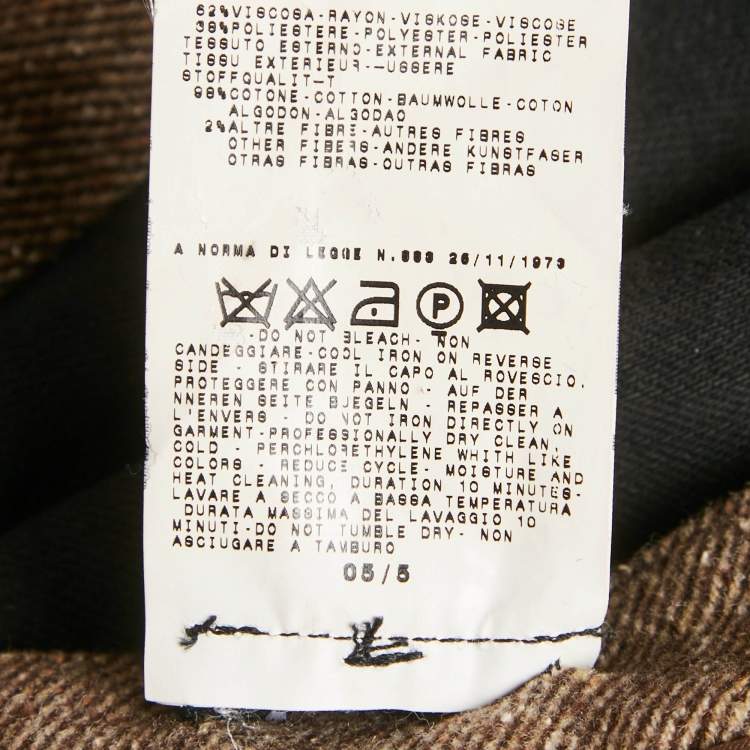 62%VISCOSA-RAYON-VISKOSE-VISCOSE
38%POLIESTERE-POLYESTER-POLIESTER
TESSUTO ESTERNO-EXTERNAL FABRIC
TISSU EXTERIEUR--USSERE
STOFFQUALIT-T
98%COTONE-COTTON-BAUMWOLLE-COTON
ALGODON-ALGODAO
2%ALTRE FIBRE-AUTRES FIBRES
OTHER FIBERS-ANDERE KUNSTFASER
OTRAS FIBRAS-OUTRAS FIBRAS
A NORMA DI LEGGE N.883 26/11/1973
P
-DO NOT BLEACH- NON
CANDEGGIARE-COOL IRON ON REVERSE
SIDE - STIRARE IL CAPO AL ROVESCIO.
PROTEGGERE CON PANNO - AUF DER
NNEREN SEITE BUEGELN - REPASSER A
L'ENVERS - DO NOT IRON DIRECTLY ON
GARMENT-PROFESSIONALLY DRY CLEAN,
COLD - PERCHLORETHYLENE WHITH LIKE
COLORS - REDUCE CYCLE- MOISTURE AND
HEAT CLEANING, DURATION 10 MINUTES-
LAVARE A SECCO A BASSA TEMPERATURA
DURATA MASSIMA DEL LAVAGGIO 10
MINUTI-DO NOT TUMBLE DRY- NON
ASCIUGARE A TAMBURO
05/5